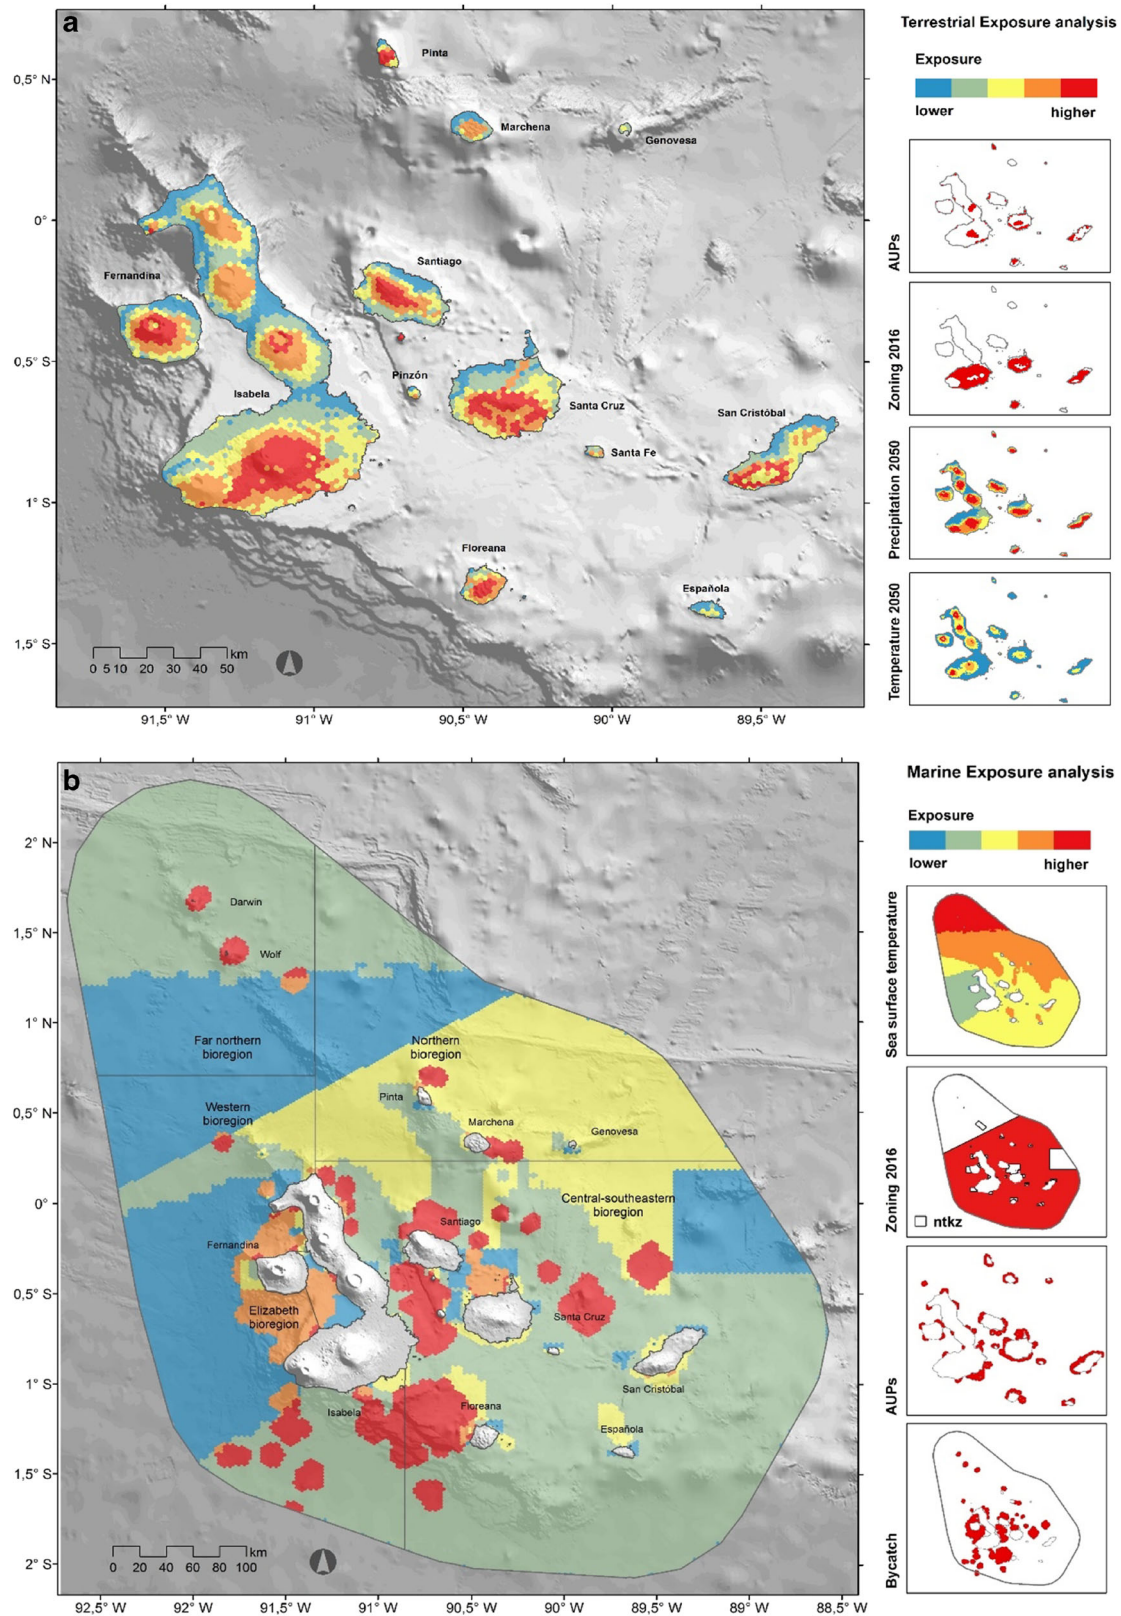 a
Pinta
Marchena
Genovesa
Santiago
Fernandina
Pinzón
Isabela
Santa Cruz
San Cristóbal
Santa Fe
Floreana
Española
0,5° N
0°
0,5° S
1° S
1,5° S
0 5 10 20 30 40 50 km
91,5° W 91° W 90,5° W 90° W 89,5° W
Terrestrial Exposure analysis
Exposure
lower higher
AUPs
Zoning 2016
Precipitation 2050
Temperature 2050
b
2° N
1,5° N
1° N
0,5° N
0°
0,5° S
1° S
1,5° S
2° S
Darwin
Wolf
Far northern
bioregion
Northern
bioregion
Pinta
Western
bioregion
Marchena
Genovesa
Central-southeastern
bioregion
Santiago
Fernandina
Elizabeth
bioregion
Santa Cruz
San Cristóbal
Isabela
Floreana
Española
0 20 40 60 80 100 km
92,5° W 92° W 91,5° W 91° W 90,5° W 90° W 89,5° W 89° W 88,5° W
Marine Exposure analysis
Exposure
lower higher
Sea surface temperature
Zoning 2016
ntkz
AUPs
Bycatch